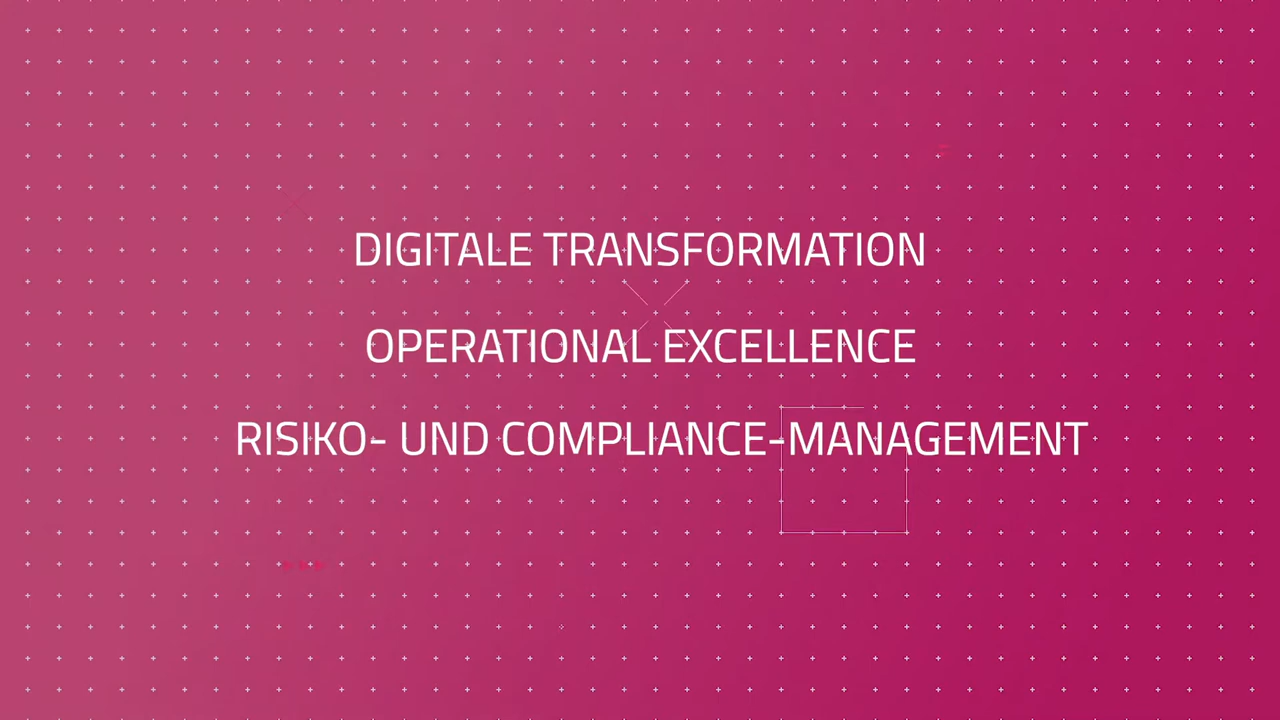 DIGITALE TRANSFORMATION
OPERATIONAL EXCELLENCE
RISIKO- UND COMPLIANCE-MANAGEMENT